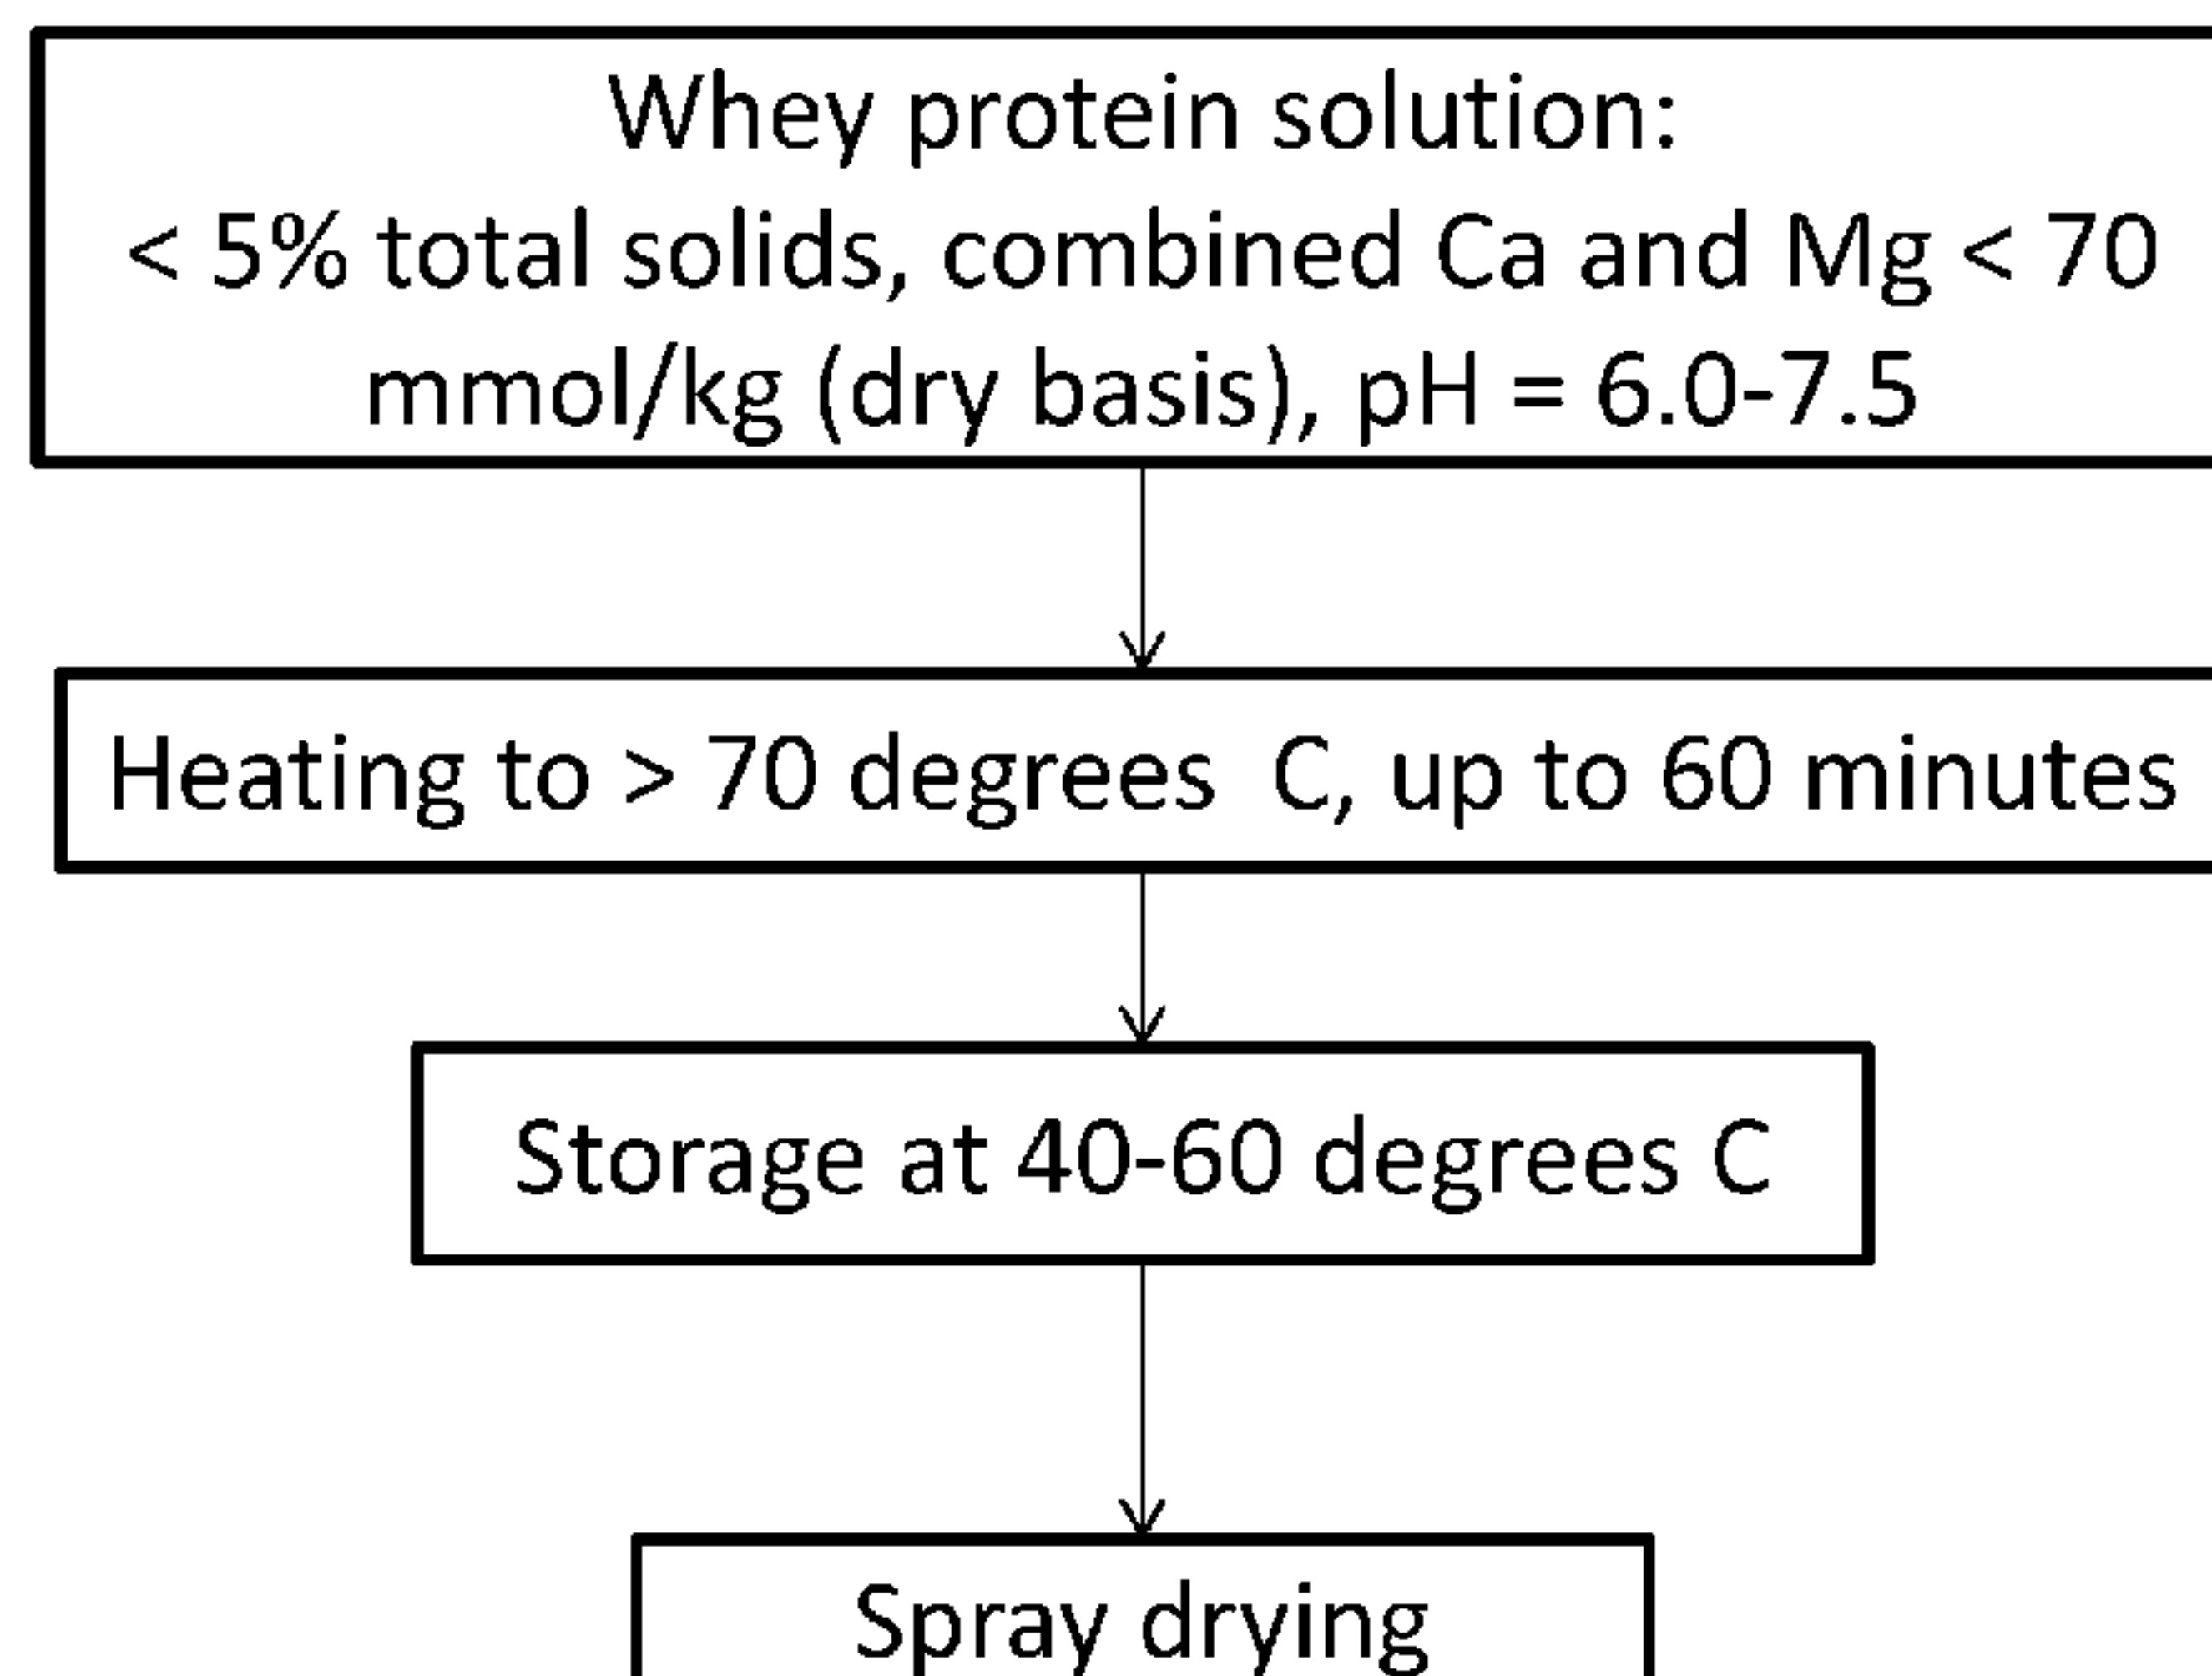 Whey protein solution:
< 5% total solids, combined Ca and Mg < 70
mmol/kg (dry basis), pH = 6.0-7.5
Heating to > 70 degrees C, up to 60 minutes
Storage at 40-60 degrees C
Spray drying